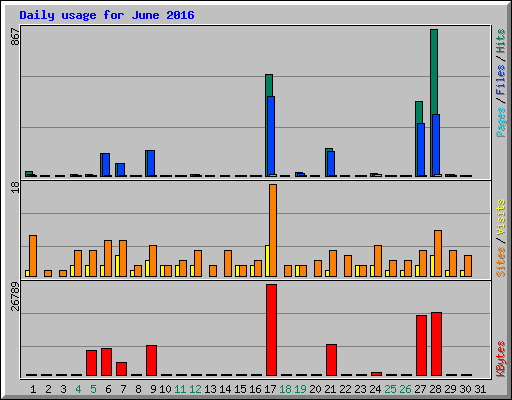 Daily usage for June 2016
867
Pages / Files / Hits
18
Sites / Visits
26789
KBytes
1 2 3 4 5 6 7 8 9 10 11 12 13 14 15 16 17 18 19 20 21 22 23 24 25 26 27 28 29 30 31